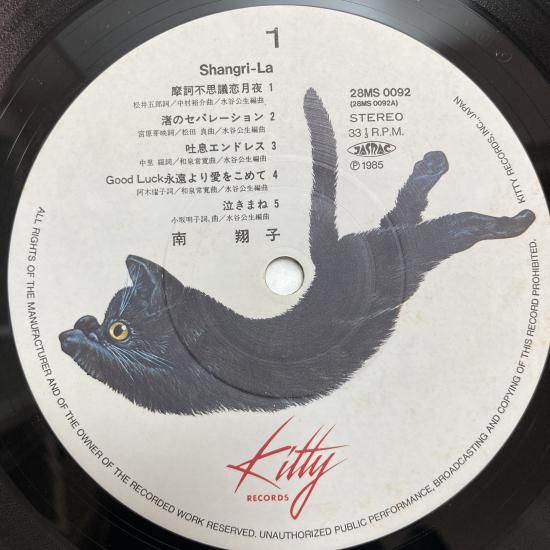 1
Shangri-La
摩訶不思議恋月夜 1
松井五郎詞／中村裕介曲／水谷公生編曲
渚のセパレーション 2
宮原芽映詞／松田 良曲／水谷公生編曲
吐息エンドレス 3
中里 綴詞／和泉常寛曲／水谷公生編曲
Good Luck永遠より愛をこめて 4
阿木燿子詞／和泉常寛曲／水谷公生編曲
泣きまね 5
小坂明子詞,曲／水谷公生編曲
南 翔子
28MS 0092
(28MS 0092A)
STEREO
33 1/3 R.P.M.
JASRAC
Ⓟ 1985
KITTY RECORDS, INC., JAPAN
Kitty
RECORDS
ALL RIGHTS OF THE MANUFACTURER AND OF THE OWNER OF THE RECORDED WORK RESERVED. UNAUTHORIZED PUBLIC PERFORMANCE, BROADCASTING AND COPYING OF THIS RECORD PROHIBITED.